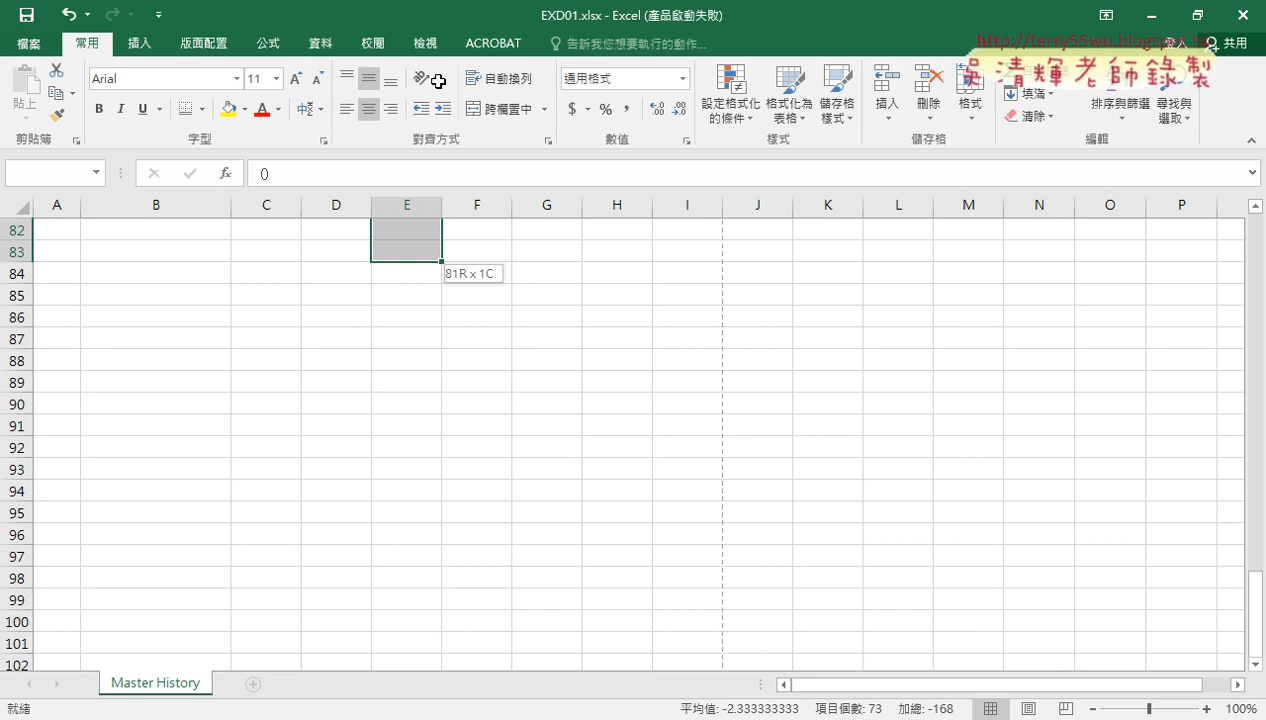 EXD01.xlsx - Excel (產品啟動失敗)
檔案 常用 插入 版面配置 公式 資料 校閱 檢視 ACROBAT 告訴我您想要執行的動作... 登入 共用
http://terry55wu.blogspot.tw
吳清輝老師錄製
貼上 Arial 11 自動換列 通用格式
設定格式化的條件 格式化為表格 儲存格樣式 插入 刪除 格式 填滿 清除 排序與篩選 尋找與選取
B I U 跨欄置中 $ % ,
剪貼簿 字型 對齊方式 數值 樣式 儲存格 編輯
fx ()
A B C D E F G H I J K L M N O P
82
83
84 81R x 1C
85
86
87
88
89
90
91
92
93
94
95
96
97
98
99
100
101
102
Master History
就緒 平均值: -2.333333333 項目個數: 73 加總: -168 100%